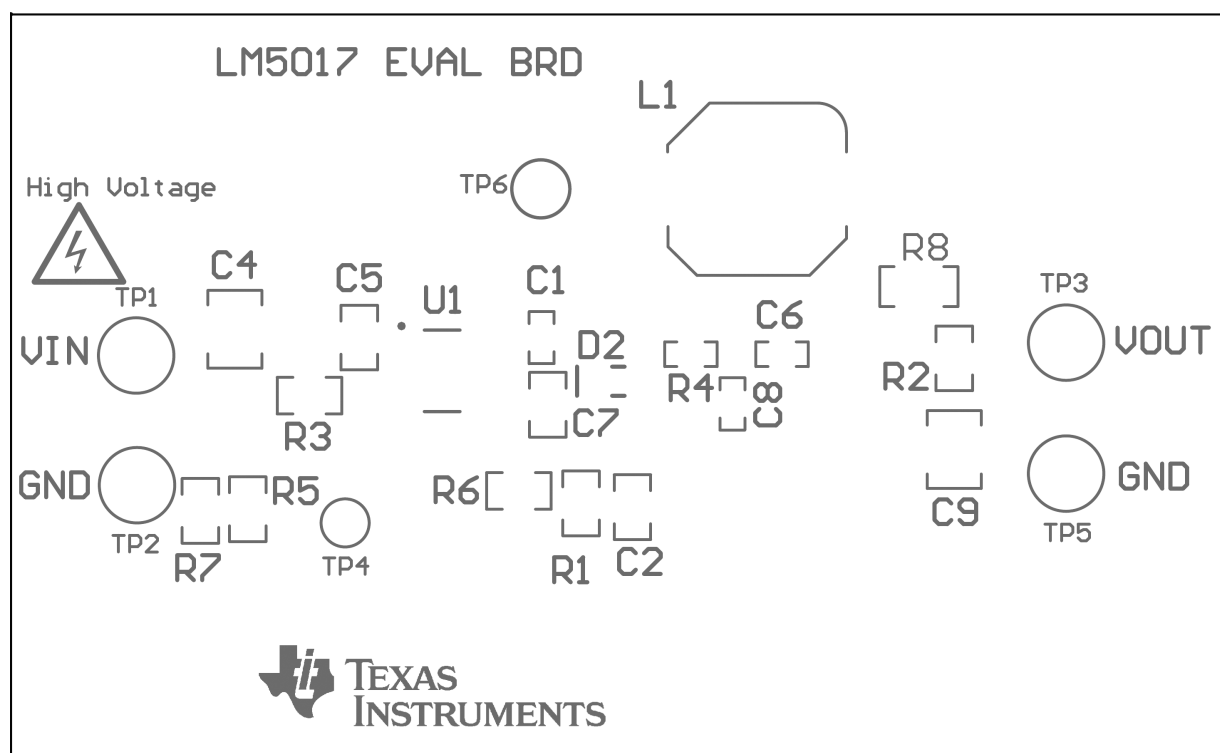 LM5017 EVAL BRD
L1
TP6
High Voltage
C4
C5
U1
C1
R8
TP1
TP3
C6
VIN
D2
VOUT
R4
R2
C8
R3
C7
GND
R5
R6
GND
C9
TP2
TP5
R7
TP4
R1
C2
TEXAS
INSTRUMENTS